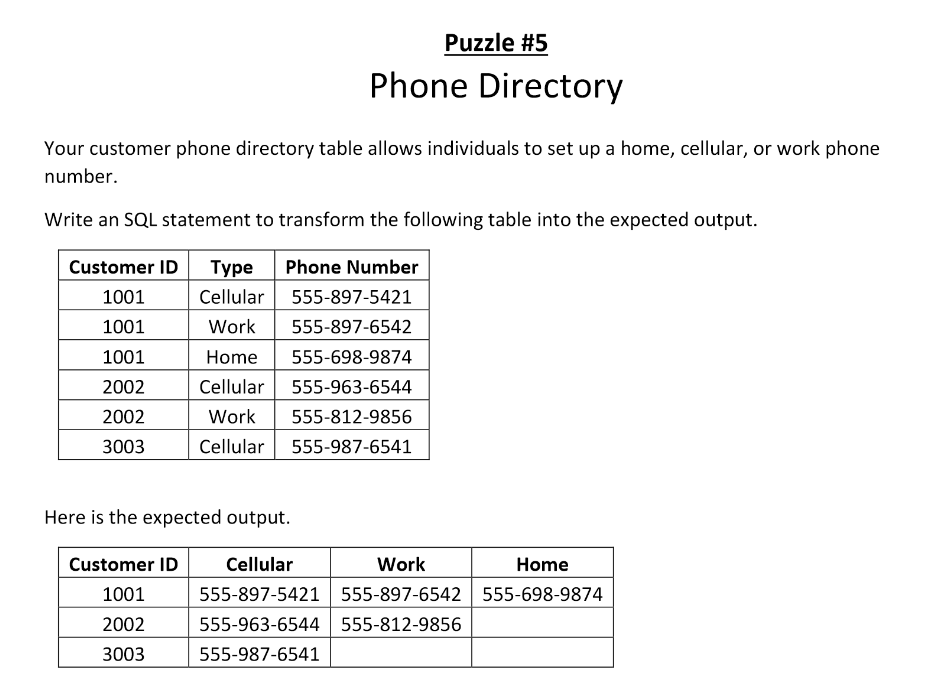 Puzzle #5
Phone Directory
Your customer phone directory table allows individuals to set up a home, cellular, or work phone
number.
Write an SQL statement to transform the following table into the expected output.
Customer ID Type Phone Number
1001 Cellular 555-897-5421
1001 Work 555-897-6542
1001 Home 555-698-9874
2002 Cellular 555-963-6544
2002 Work 555-812-9856
3003 Cellular 555-987-6541
Here is the expected output.
Customer ID Cellular Work Home
1001 555-897-5421 555-897-6542 555-698-9874
2002 555-963-6544 555-812-9856
3003 555-987-6541